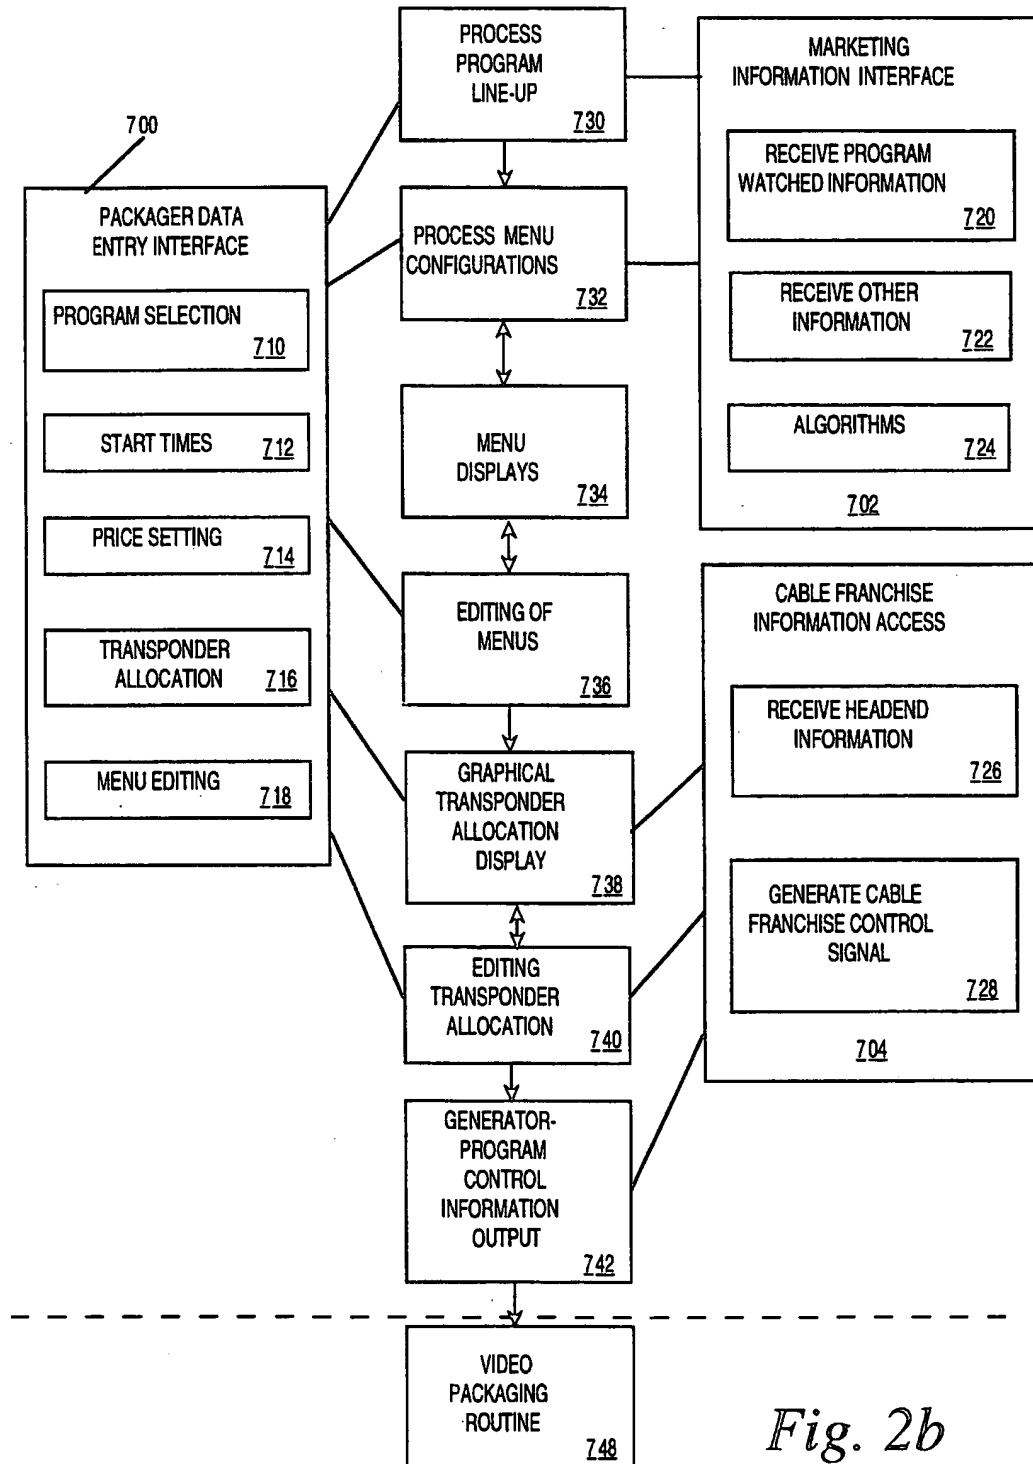 PROCESS
PROGRAM
LINE-UP
730
MARKETING
INFORMATION INTERFACE
RECEIVE PROGRAM
WATCHED INFORMATION
720
RECEIVE OTHER
INFORMATION
722
ALGORITHMS
724
702
700
PACKAGER DATA
ENTRY INTERFACE
PROGRAM SELECTION
710
START TIMES
712
PRICE SETTING
714
TRANSPONDER
ALLOCATION
716
MENU EDITING
718
PROCESS MENU
CONFIGURATIONS
732
MENU
DISPLAYS
734
EDITING OF
MENUS
736
GRAPHICAL
TRANSPONDER
ALLOCATION
DISPLAY
738
EDITING
TRANSPONDER
ALLOCATION
740
GENERATOR-
PROGRAM
CONTROL
INFORMATION
OUTPUT
742
CABLE FRANCHISE
INFORMATION ACCESS
RECEIVE HEADEND
INFORMATION
726
GENERATE CABLE
FRANCHISE CONTROL
SIGNAL
728
704
VIDEO
PACKAGING
ROUTINE
748
Fig. 2b